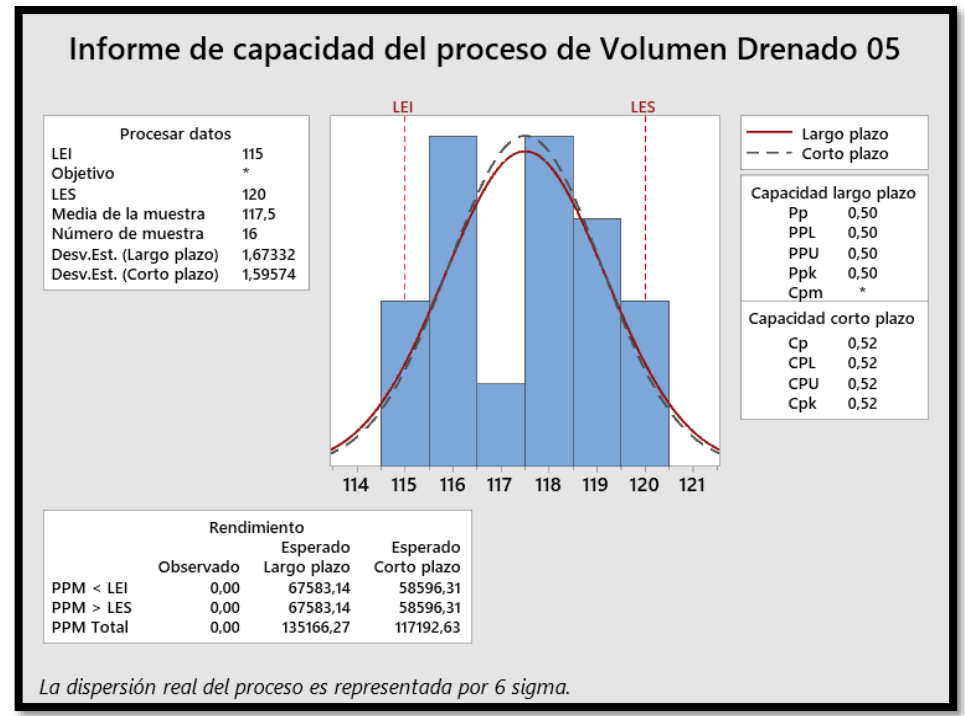 Informe de capacidad del proceso de Volumen Drenado 05
LEI LES
Procesar datos
LEI 115
Objetivo *
LES 120
Media de la muestra 117,5
Número de muestra 16
Desv.Est. (Largo plazo) 1,67332
Desv.Est. (Corto plazo) 1,59574
Largo plazo
Corto plazo
Capacidad largo plazo
Pp 0,50
PPL 0,50
PPU 0,50
Ppk 0,50
Cpm *
Capacidad corto plazo
Cp 0,52
CPL 0,52
CPU 0,52
Cpk 0,52
114 115 116 117 118 119 120 121
Rendimiento
Esperado Esperado
Observado Largo plazo Corto plazo
PPM < LEI 0,00 67583,14 58596,31
PPM > LES 0,00 67583,14 58596,31
PPM Total 0,00 135166,27 117192,63
La dispersión real del proceso es representada por 6 sigma.